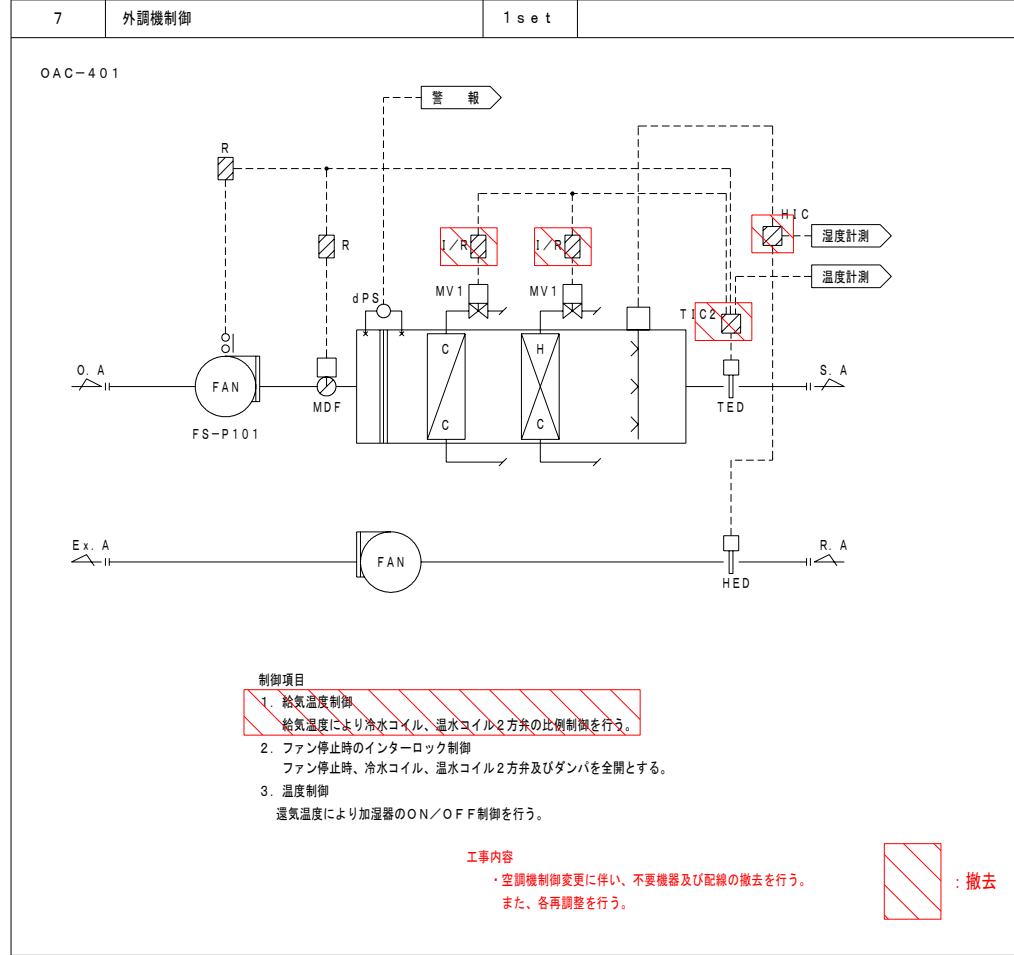 7 外調機制御 1set
OAC-401
警 報
R
HIC
I/R I/R
湿度計測
R
温度計測
dPS MV1 MV1 TIC2
O.A C H S.A
FAN
MDF C C TED
FS-P101
Ex.A R.A
FAN
HED
制御項目
1. 給気温度制御
給気温度により冷水コイル、温水コイル2方弁の比例制御を行う。
2. ファン停止時のインターロック制御
ファン停止時、冷水コイル、温水コイル2方弁及びダンパを全開とする。
3. 温度制御
還気温度により加湿器のON/OFF制御を行う。
工事内容
・空調機制御変更に伴い、不要機器及び配線の撤去を行う。
また、各再調整を行う。
:撤去